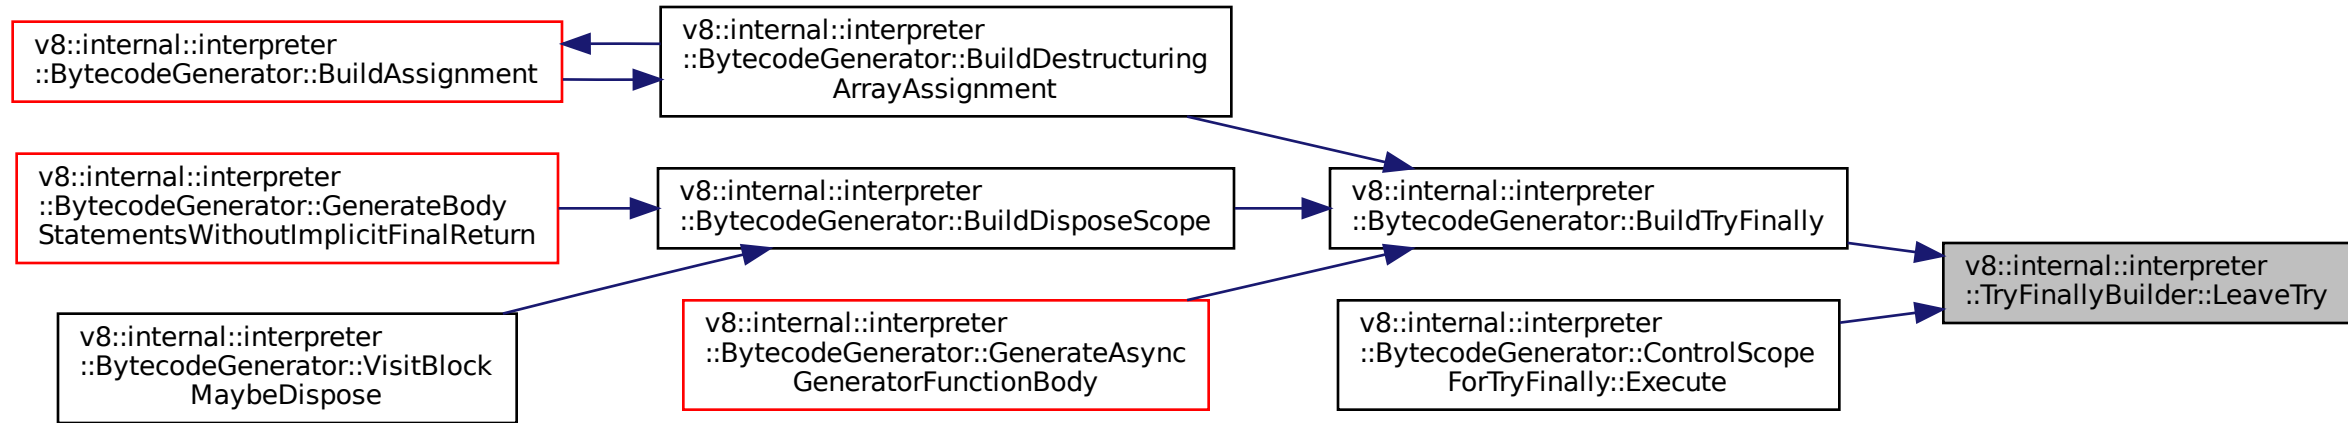 v8::internal::interpreter
::BytecodeGenerator::BuildAssignment
v8::internal::interpreter
::BytecodeGenerator::BuildDestructuring
ArrayAssignment
v8::internal::interpreter
::BytecodeGenerator::GenerateBody
StatementsWithoutImplicitFinalReturn
v8::internal::interpreter
::BytecodeGenerator::BuildDisposeScope
v8::internal::interpreter
::BytecodeGenerator::BuildTryFinally
v8::internal::interpreter
::TryFinallyBuilder::LeaveTry
v8::internal::interpreter
::BytecodeGenerator::VisitBlock
MaybeDispose
v8::internal::interpreter
::BytecodeGenerator::GenerateAsync
GeneratorFunctionBody
v8::internal::interpreter
::BytecodeGenerator::ControlScope
ForTryFinally::Execute